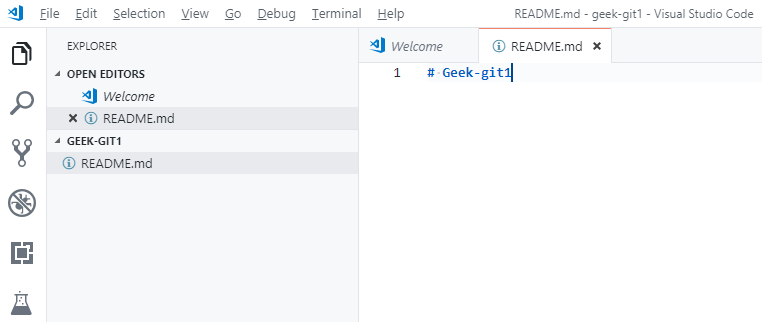 File Edit Selection View Go Debug Terminal Help README.md - geek-git1 - Visual Studio Code
EXPLORER
OPEN EDITORS
Welcome
README.md
GEEK-GIT1
README.md
Welcome README.md
1 # Geek-git1